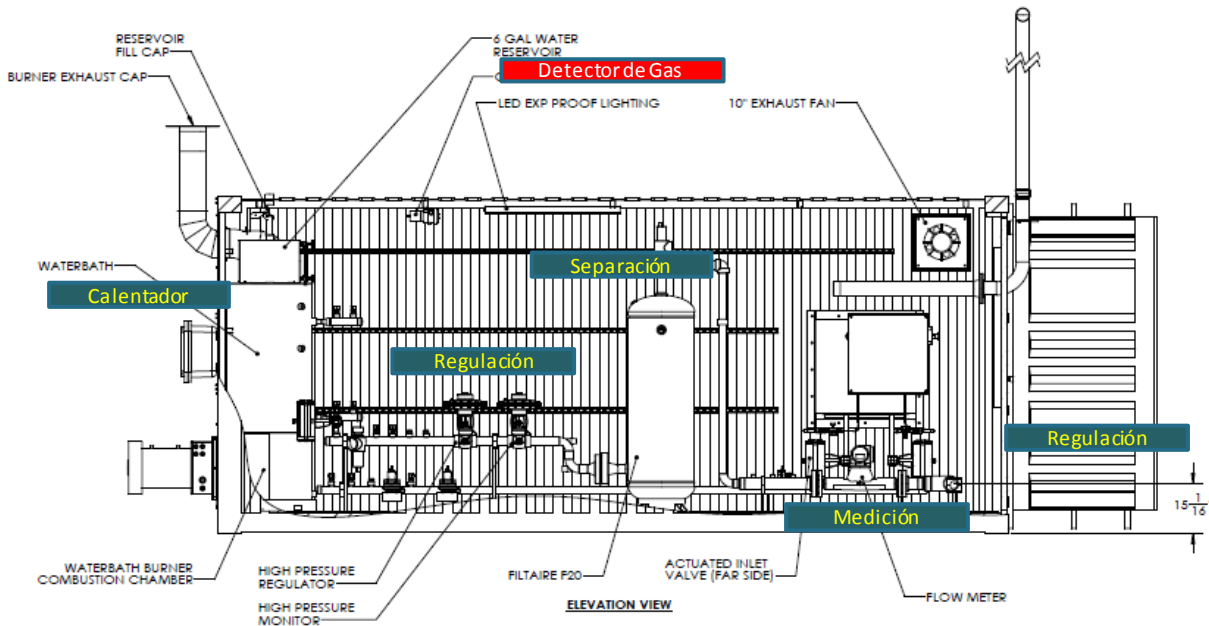 RESERVOIR
FILL CAP
6 GAL WATER
RESERVOIR
BURNER EXHAUST CAP
Detector de Gas
LED EXP PROOF LIGHTING
10" EXHAUST FAN
WATERBATH
Separación
Calentador
Regulación
Regulación
15 1/16
Medición
WATERBATH BURNER
COMBUSTION CHAMBER
HIGH PRESSURE
REGULATOR
FILTAIRE F20
ACTUATED INLET
VALVE (FAR SIDE)
FLOW METER
HIGH PRESSURE
MONITOR
ELEVATION VIEW